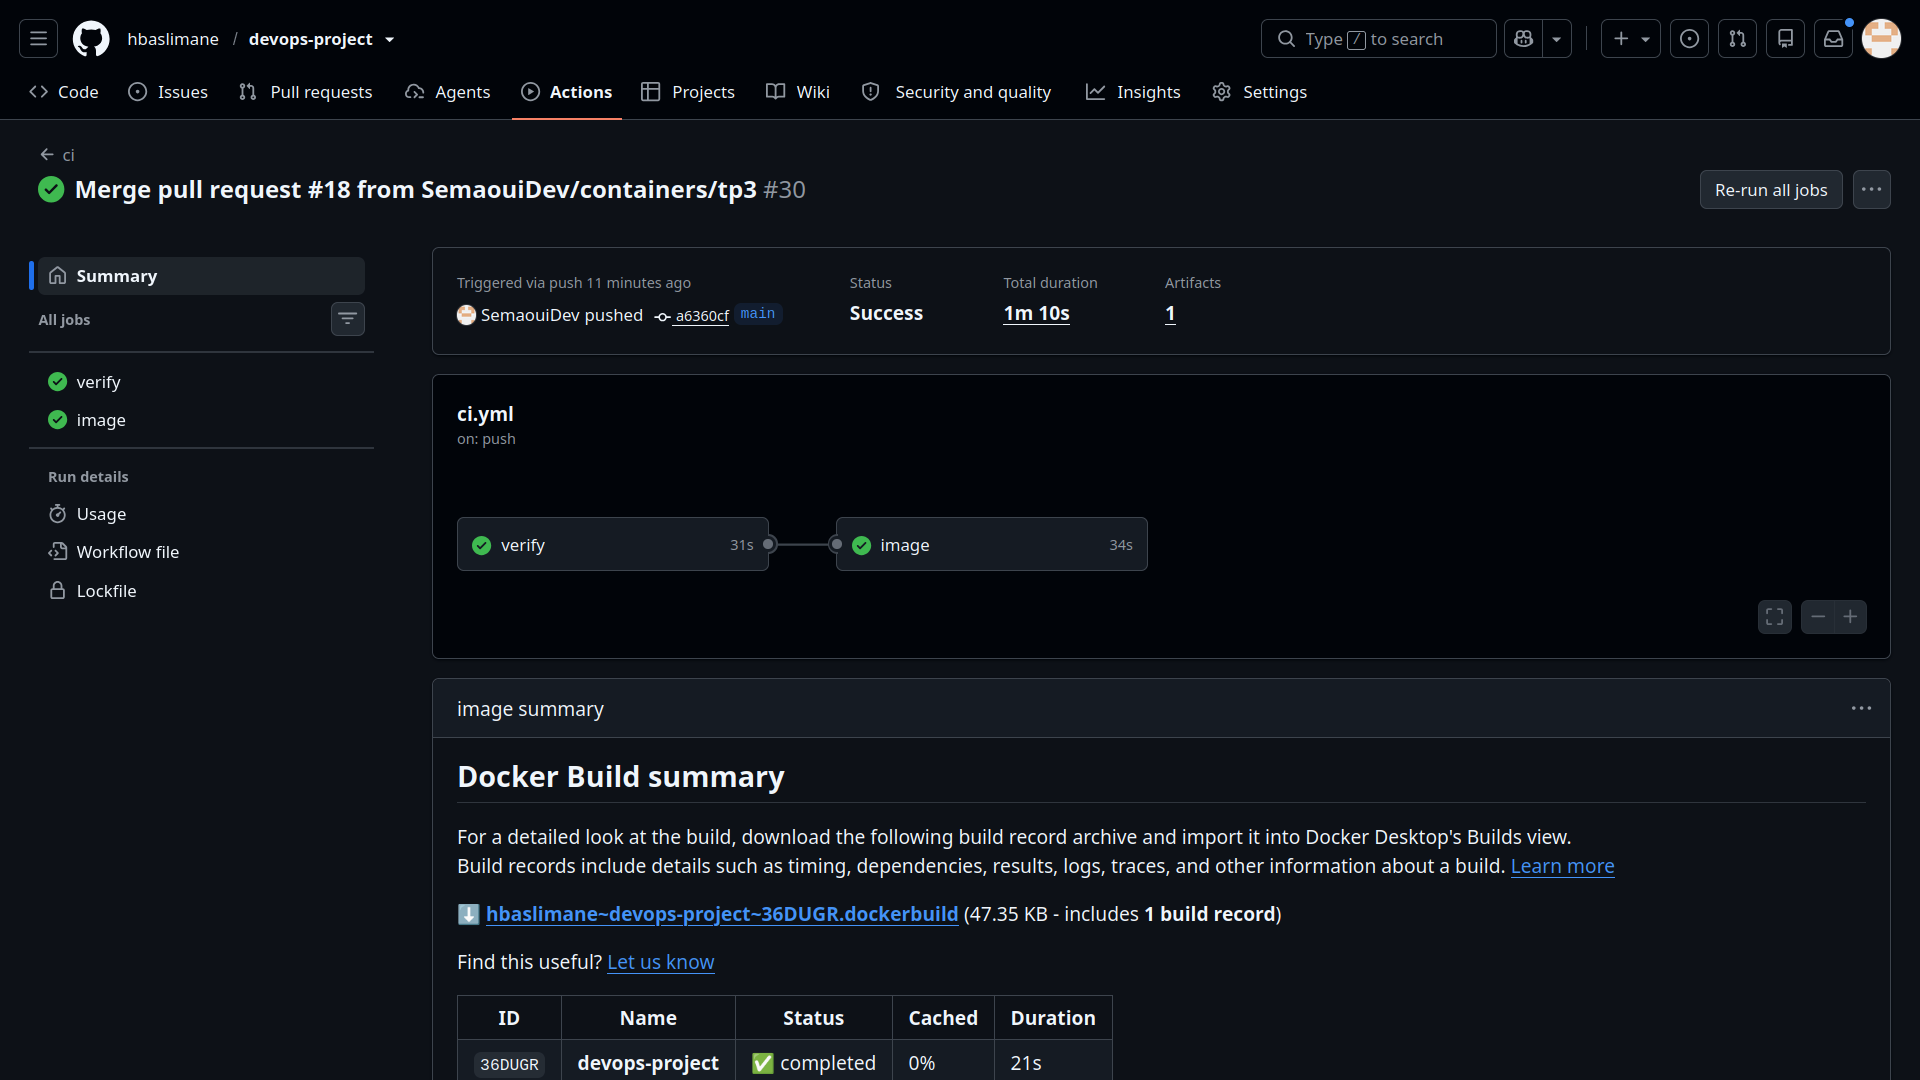 hbaslimane / devops-project
Type / to search
Code
Issues
Pull requests
Agents
Actions
Projects
Wiki
Security and quality
Insights
Settings
ci
Merge pull request #18 from SemaouiDev/containers/tp3 #30
Re-run all jobs
Summary
All jobs
verify
image
Run details
Usage
Workflow file
Lockfile
Triggered via push 11 minutes ago
SemaouiDev pushed a6360cf main
Status
Success
Total duration
1m 10s
Artifacts
1
ci.yml
on: push
verify 31s
image 34s
image summary
Docker Build summary
For a detailed look at the build, download the following build record archive and import it into Docker Desktop's Builds view.
Build records include details such as timing, dependencies, results, logs, traces, and other information about a build. Learn more
hbaslimane~devops-project~36DUGR.dockerbuild (47.35 KB - includes 1 build record)
Find this useful? Let us know
ID Name Status Cached Duration
36DUGR devops-project ✅ completed 0% 21s